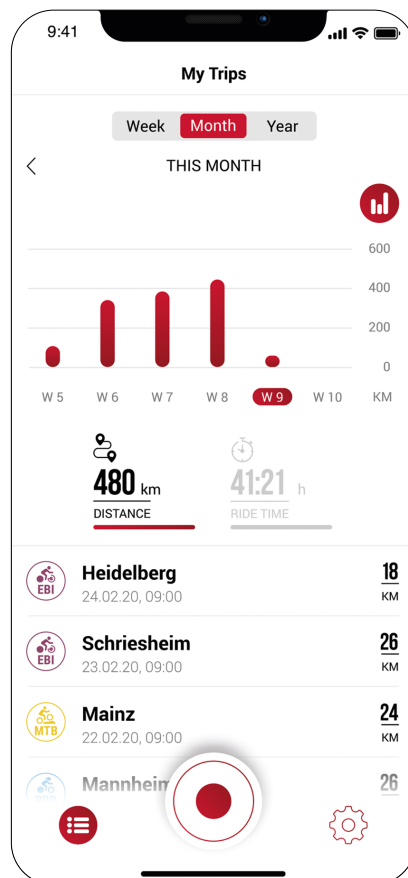 9:41
My Trips
Week Month Year
THIS MONTH
600
400
200
0
W 5 W 6 W 7 W 8 W 9 W 10 KM
480 km 41:21 h
DISTANCE RIDE TIME
Heidelberg 18
EBI 24.02.20, 09:00 KM
Schriesheim 26
EBI 23.02.20, 09:00 KM
Mainz 24
MTB 22.02.20, 09:00 KM
Mannheim 26